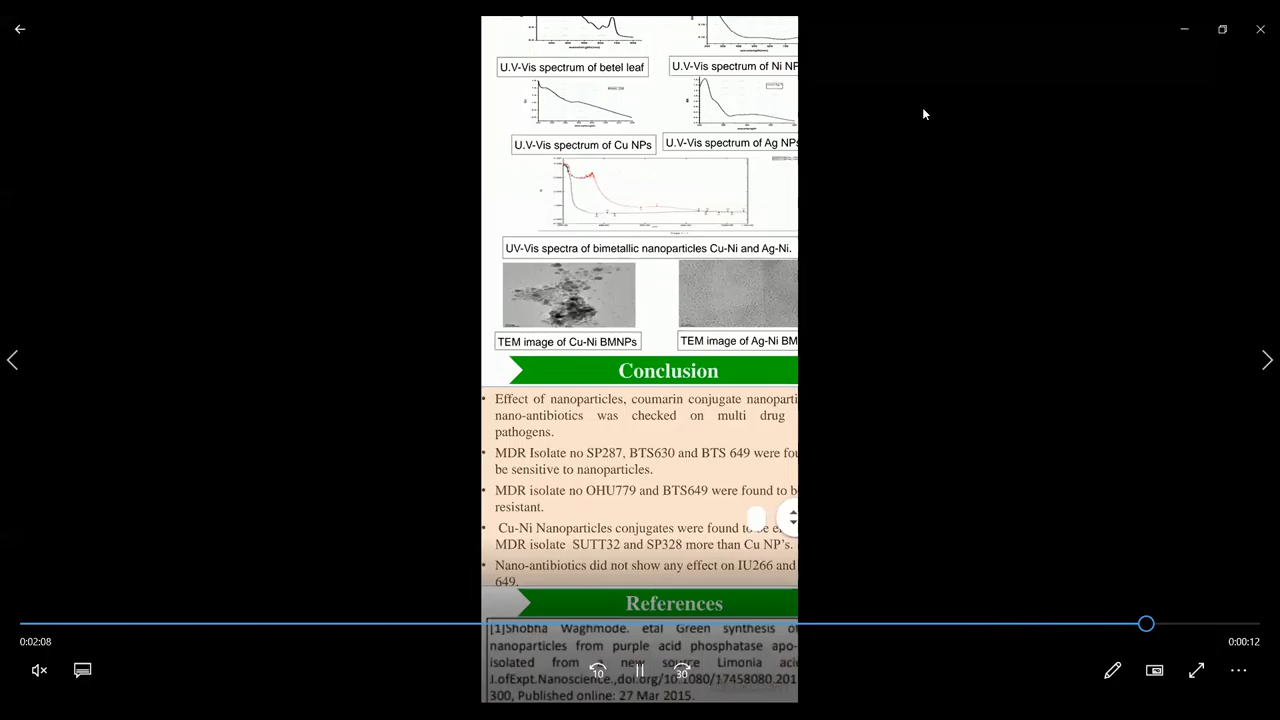 U.V-Vis spectrum of betel leaf
U.V-Vis spectrum of Ni NP
U.V-Vis spectrum of Cu NPs
U.V-Vis spectrum of Ag NPs
UV-Vis spectra of bimetallic nanoparticles Cu-Ni and Ag-Ni.
TEM image of Cu-Ni BMNPs
TEM image of Ag-Ni BM
Conclusion
• Effect of nanoparticles, coumarin conjugate nanoparti
nano-antibiotics was checked on multi drug
pathogens.
• MDR Isolate no SP287, BTS630 and BTS 649 were fou
be sensitive to nanoparticles.
• MDR isolate no OHU779 and BTS649 were found to b
resistant.
• Cu-Ni Nanoparticles conjugates were found to be e
MDR isolate SUTT32 and SP328 more than Cu NP's.
• Nano-antibiotics did not show any effect on IU266 and
649.
References
[1]Shobha Waghmode. etal Green synthesis of
nanoparticles from purple acid phosphatase apo-
isolated from a new source Limonia acid
J.ofExpt.Nanoscience.,doi.org/10.1080/17458080.201
300, Published online: 27 Mar 2015.
0:02:08
0:00:12
10
30